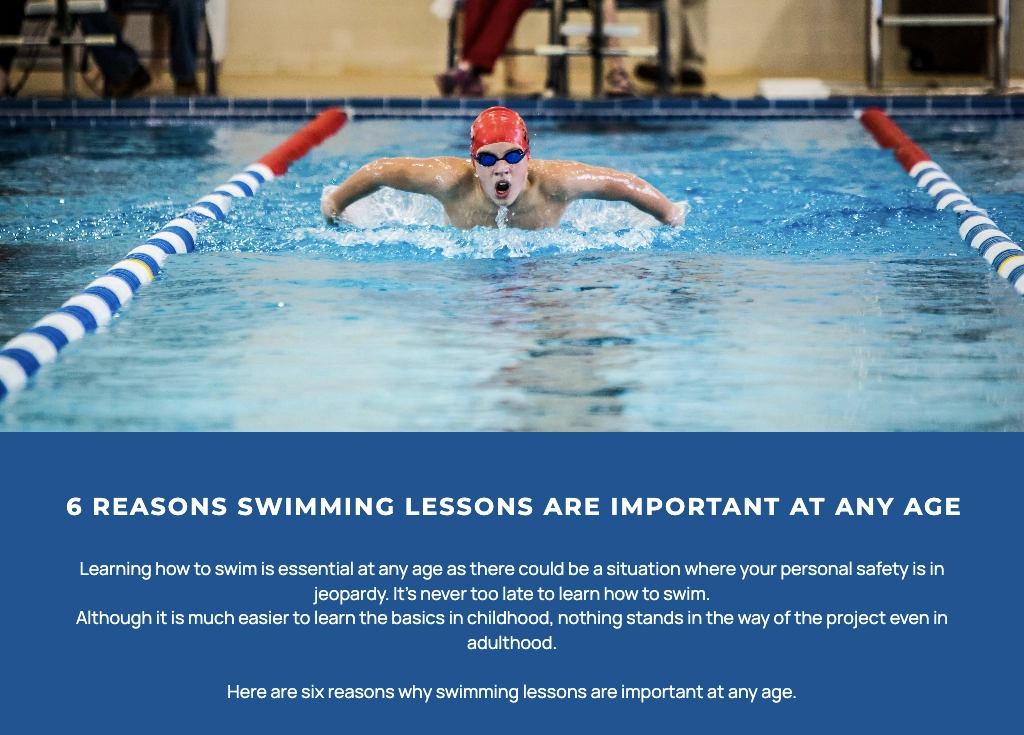 6 REASONS SWIMMING LESSONS ARE IMPORTANT AT ANY AGE
Learning how to swim is essential at any age as there could be a situation where your personal safety is in
jeopardy. It's never too late to learn how to swim.
Although it is much easier to learn the basics in childhood, nothing stands in the way of the project even in
adulthood.
Here are six reasons why swimming lessons are important at any age.